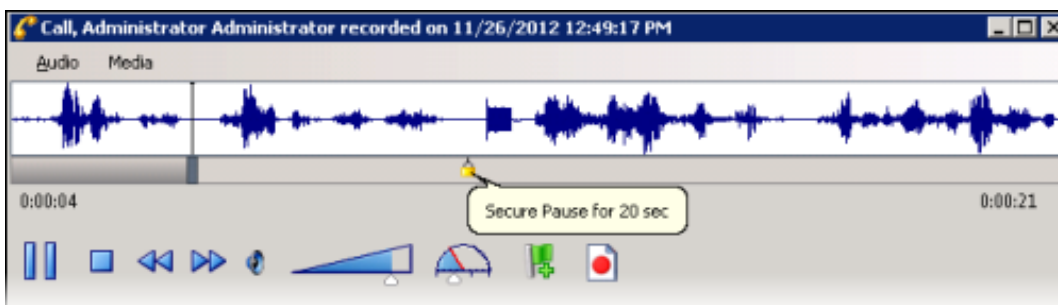 Call, Administrator Administrator recorded on 11/26/2012 12:49:17 PM
Audio Media
Secure Pause for 20 sec
0:00:04
0:00:21